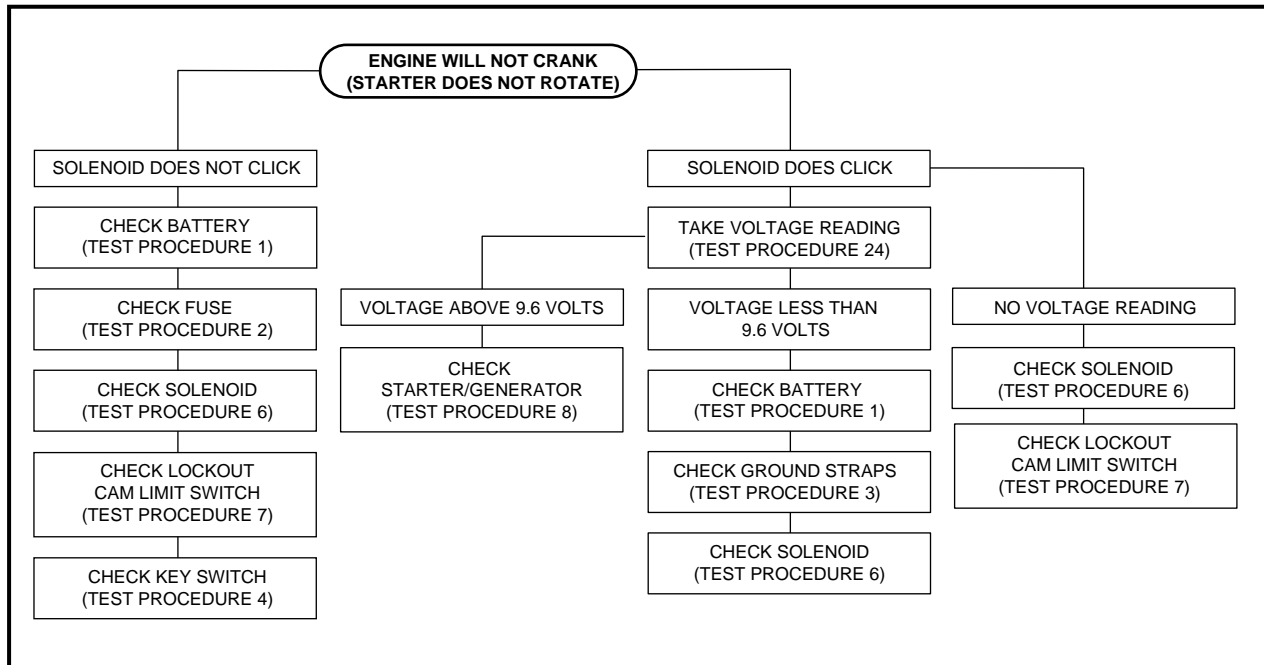 ENGINE WILL NOT CRANK
(STARTER DOES NOT ROTATE)
SOLENOID DOES NOT CLICK
CHECK BATTERY
(TEST PROCEDURE 1)
CHECK FUSE
(TEST PROCEDURE 2)
CHECK SOLENOID
(TEST PROCEDURE 6)
CHECK LOCKOUT
CAM LIMIT SWITCH
(TEST PROCEDURE 7)
CHECK KEY SWITCH
(TEST PROCEDURE 4)
SOLENOID DOES CLICK
TAKE VOLTAGE READING
(TEST PROCEDURE 24)
VOLTAGE ABOVE 9.6 VOLTS
CHECK
STARTER/GENERATOR
(TEST PROCEDURE 8)
VOLTAGE LESS THAN
9.6 VOLTS
CHECK BATTERY
(TEST PROCEDURE 1)
CHECK GROUND STRAPS
(TEST PROCEDURE 3)
CHECK SOLENOID
(TEST PROCEDURE 6)
NO VOLTAGE READING
CHECK SOLENOID
(TEST PROCEDURE 6)
CHECK LOCKOUT
CAM LIMIT SWITCH
(TEST PROCEDURE 7)